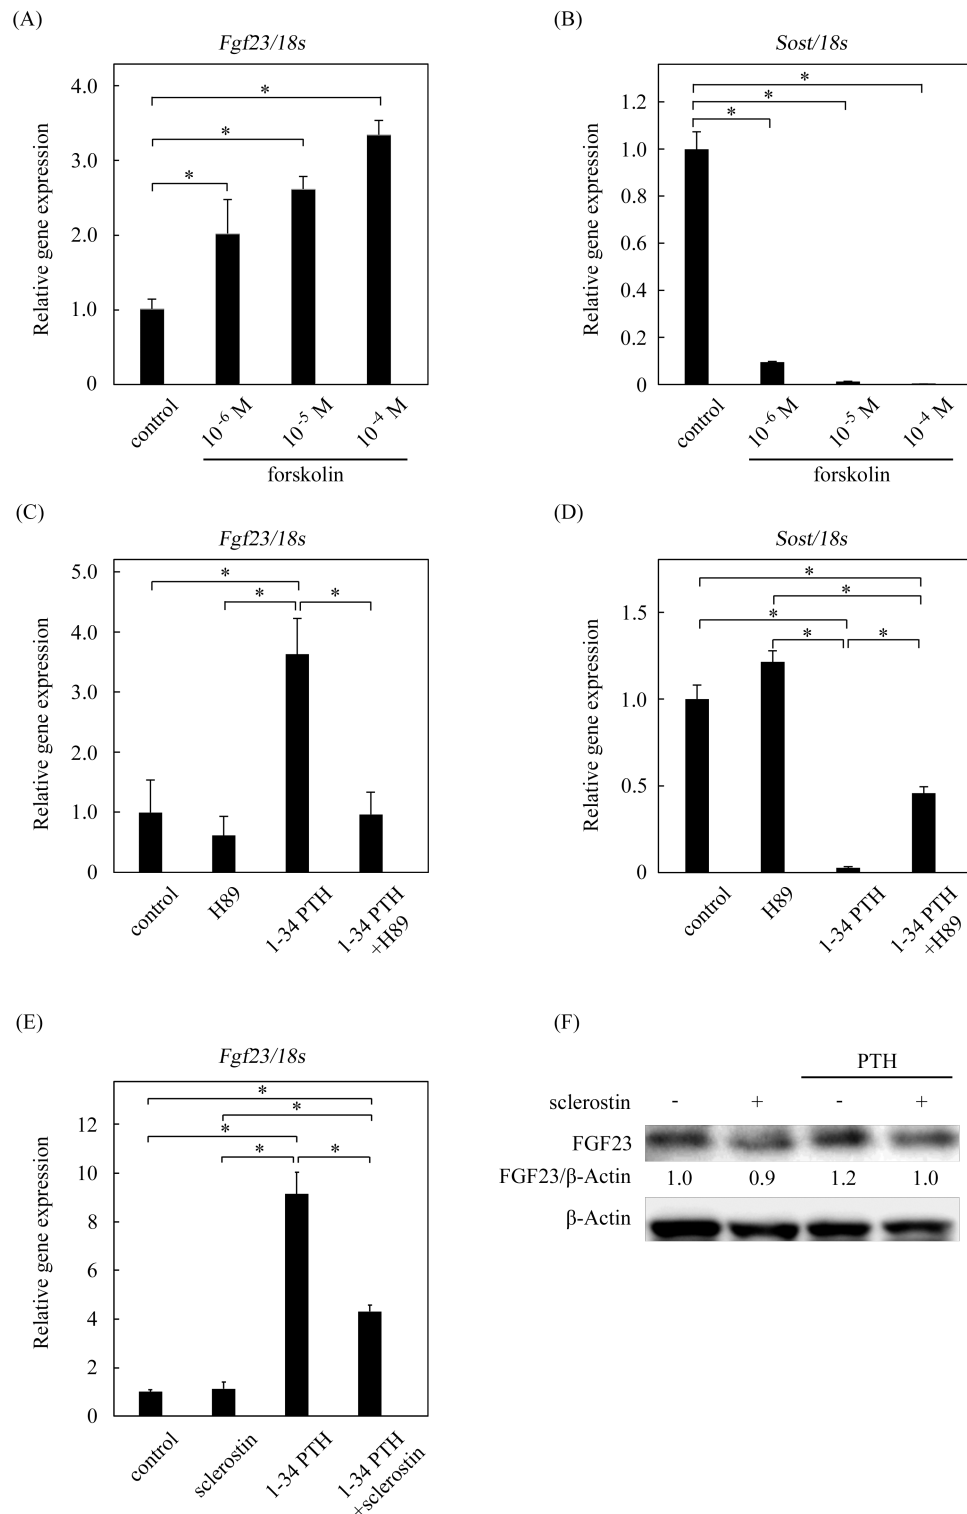 (A)
Fgf23/18s
Relative gene expression
4.0
3.0
2.0
1.0
0
*
*
*
control
10⁻⁶ M
10⁻⁵ M
10⁻⁴ M
forskolin
(B)
Sost/18s
Relative gene expression
1.2
1.0
0.8
0.6
0.4
0.2
0
*
*
*
control
10⁻⁶ M
10⁻⁵ M
10⁻⁴ M
forskolin
(C)
Fgf23/18s
Relative gene expression
5.0
4.0
3.0
2.0
1.0
0
*
* *
control
H89
1-34 PTH
1-34 PTH
+H89
(D)
Sost/18s
Relative gene expression
1.5
1.0
0.5
0
*
*
*
* *
control
H89
1-34 PTH
1-34 PTH
+H89
(E)
Fgf23/18s
Relative gene expression
12
10
8
6
4
2
0
*
*
*
* *
control
sclerostin
1-34 PTH
1-34 PTH
+sclerostin
(F)
PTH
sclerostin - + - +
FGF23
FGF23/β-Actin 1.0 0.9 1.2 1.0
β-Actin